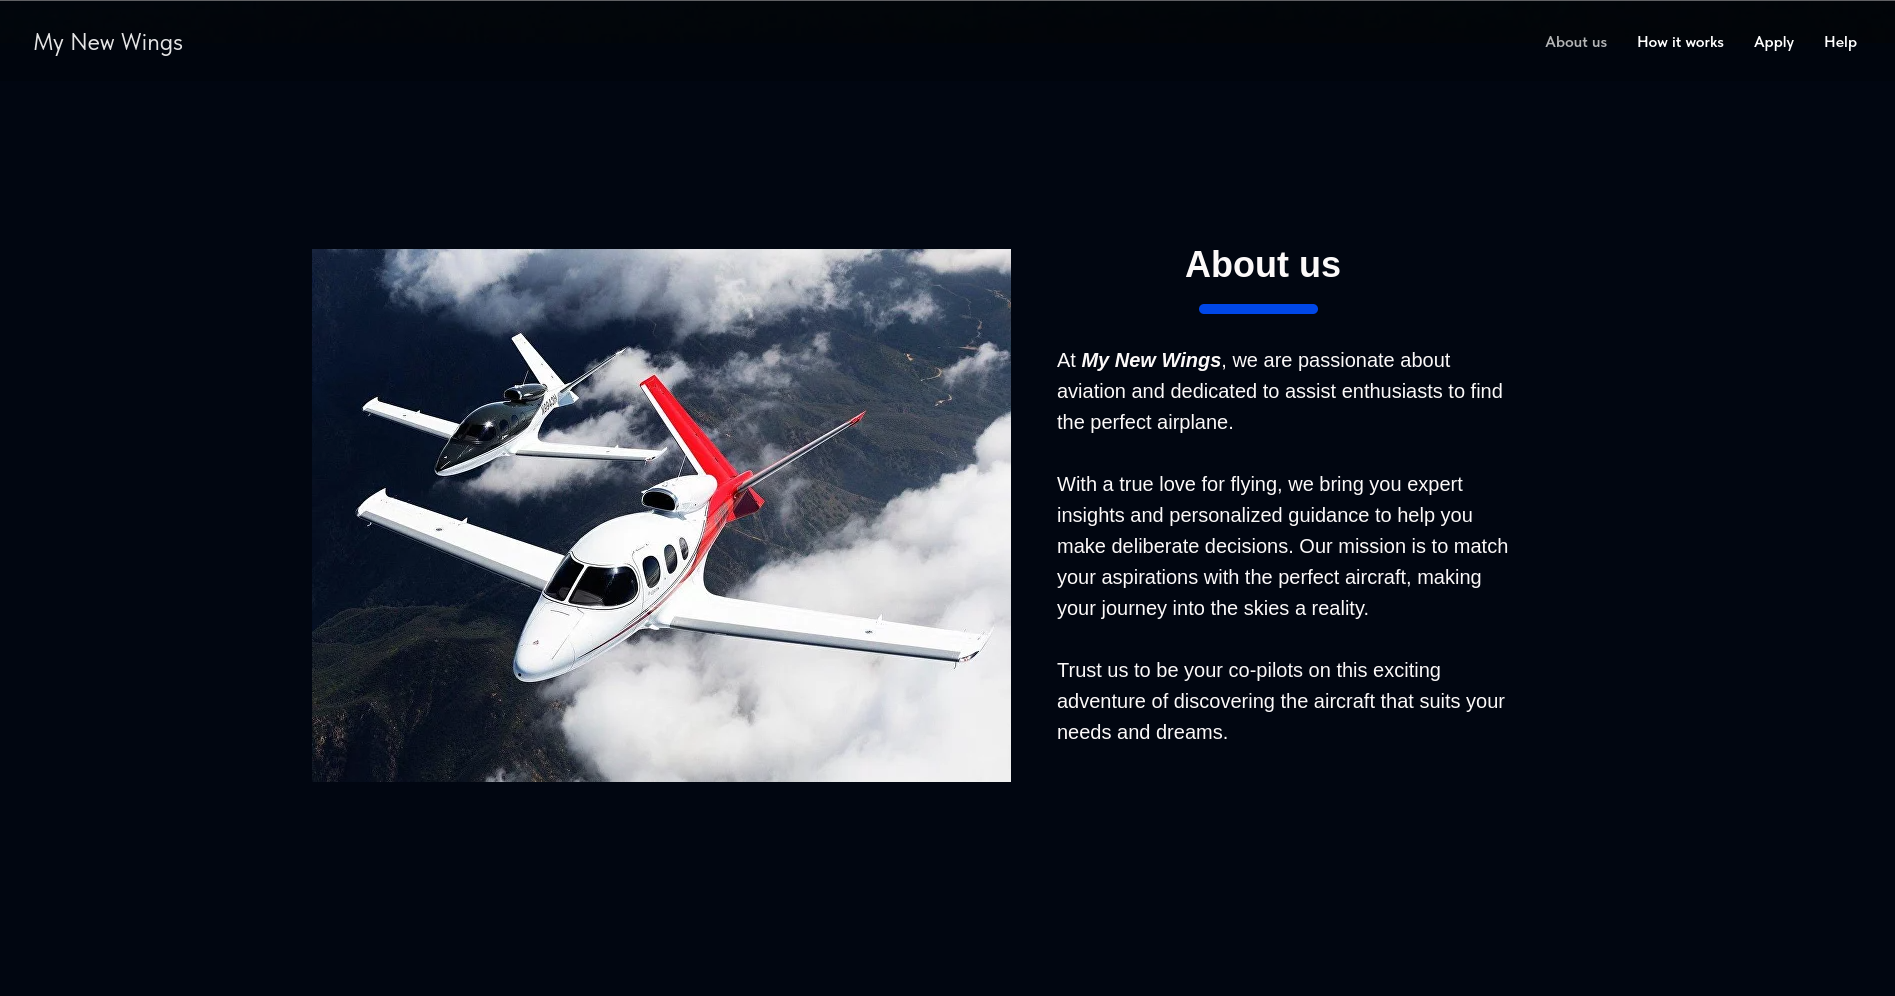 My New Wings
About us
How it works
Apply
Help
About us
At My New Wings, we are passionate about
aviation and dedicated to assist enthusiasts to find
the perfect airplane.
With a true love for flying, we bring you expert
insights and personalized guidance to help you
make deliberate decisions. Our mission is to match
your aspirations with the perfect aircraft, making
your journey into the skies a reality.
Trust us to be your co-pilots on this exciting
adventure of discovering the aircraft that suits your
needs and dreams.